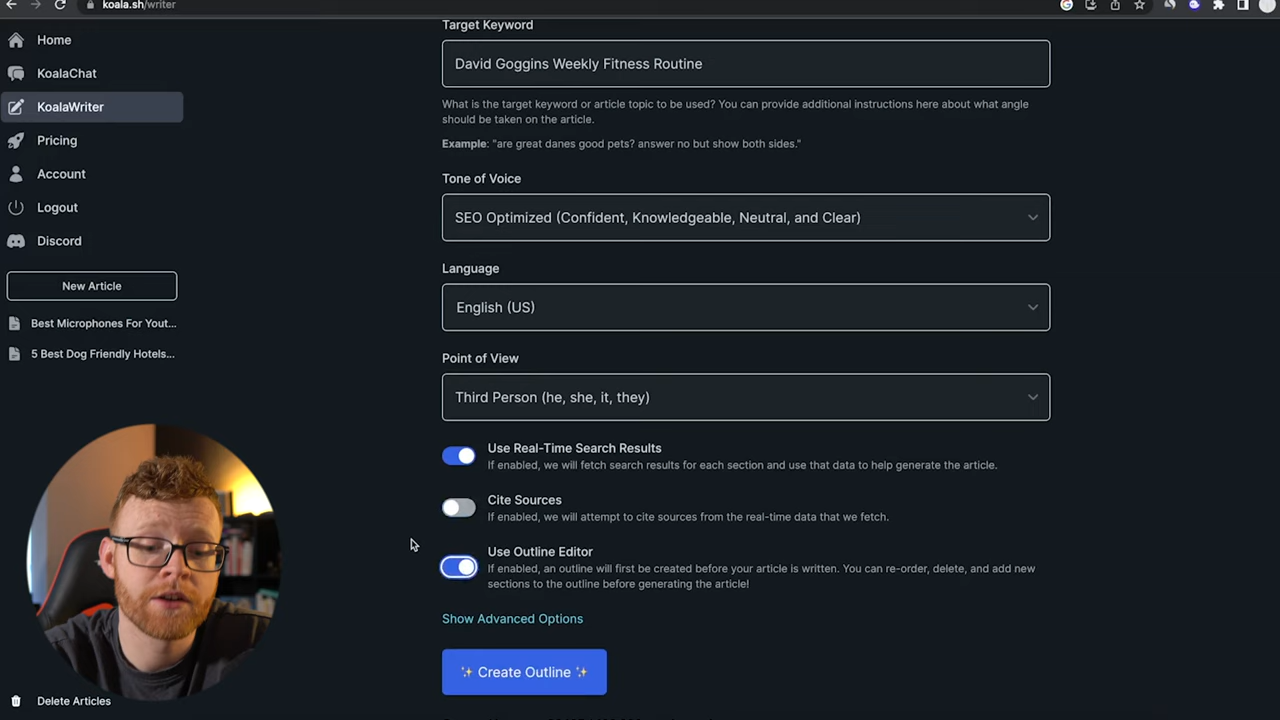 koala.sh/writer
Target Keyword
Home
David Goggins Weekly Fitness Routine
KoalaChat
KoalaWriter
What is the target keyword or article topic to be used? You can provide additional instructions here about what angle
should be taken on the article.
Pricing
Example: "are great danes good pets? answer no but show both sides."
Account
Tone of Voice
Logout
SEO Optimized (Confident, Knowledgeable, Neutral, and Clear)
Discord
Language
New Article
English (US)
Best Microphones For Yout...
5 Best Dog Friendly Hotels...
Point of View
Third Person (he, she, it, they)
Use Real-Time Search Results
If enabled, we will fetch search results for each section and use that data to help generate the article.
Cite Sources
If enabled, we will attempt to cite sources from the real-time data that we fetch.
Use Outline Editor
If enabled, an outline will first be created before your article is written. You can re-order, delete, and add new
sections to the outline before generating the article!
Show Advanced Options
✨ Create Outline ✨
Delete Articles